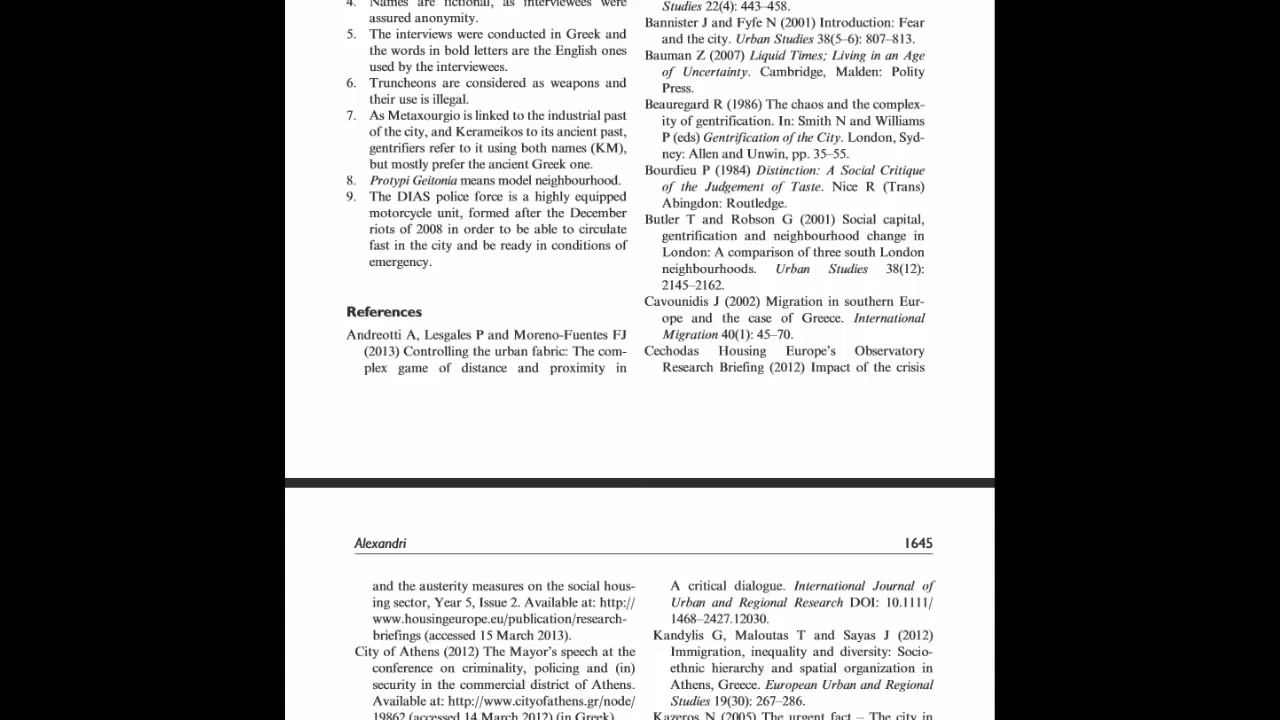 4. Names are fictional, as interviewees were
assured anonymity.
5. The interviews were conducted in Greek and
the words in bold letters are the English ones
used by the interviewees.
6. Truncheons are considered as weapons and
their use is illegal.
7. As Metaxourgio is linked to the industrial past
of the city, and Kerameikos to its ancient past,
gentrifiers refer to it using both names (KM),
but mostly prefer the ancient Greek one.
8. Protypi Geitonia means model neighbourhood.
9. The DIAS police force is a highly equipped
motorcycle unit, formed after the December
riots of 2008 in order to be able to circulate
fast in the city and be ready in conditions of
emergency.
References
Andreotti A, Lesgales P and Moreno-Fuentes FJ
(2013) Controlling the urban fabric: The com-
plex game of distance and proximity in
Studies 22(4): 443–458.
Bannister J and Fyfe N (2001) Introduction: Fear
and the city. Urban Studies 38(5–6): 807–813.
Bauman Z (2007) Liquid Times; Living in an Age
of Uncertainty. Cambridge, Malden: Polity
Press.
Beauregard R (1986) The chaos and the complex-
ity of gentrification. In: Smith N and Williams
P (eds) Gentrification of the City. London, Syd-
ney: Allen and Unwin, pp. 35–55.
Bourdieu P (1984) Distinction: A Social Critique
of the Judgement of Taste. Nice R (Trans)
Abingdon: Routledge.
Butler T and Robson G (2001) Social capital,
gentrification and neighbourhood change in
London: A comparison of three south London
neighbourhoods. Urban Studies 38(12):
2145–2162.
Cavounidis J (2002) Migration in southern Eur-
ope and the case of Greece. International
Migration 40(1): 45–70.
Cechodas Housing Europe's Observatory
Research Briefing (2012) Impact of the crisis
Alexandri 1645
and the austerity measures on the social hous-
ing sector, Year 5, Issue 2. Available at: http://
www.housingeurope.eu/publication/research-
briefings (accessed 15 March 2013).
City of Athens (2012) The Mayor's speech at the
conference on criminality, policing and (in)
security in the commercial district of Athens.
Available at: http://www.cityofathens.gr/node/
19862 (accessed 14 March 2012) (in Greek).
A critical dialogue. International Journal of
Urban and Regional Research DOI: 10.1111/
1468–2427.12030.
Kandylis G, Maloutas T and Sayas J (2012)
Immigration, inequality and diversity: Socio-
ethnic hierarchy and spatial organization in
Athens, Greece. European Urban and Regional
Studies 19(30): 267–286.
Kazeros N (2005) The urgent fact – The city in